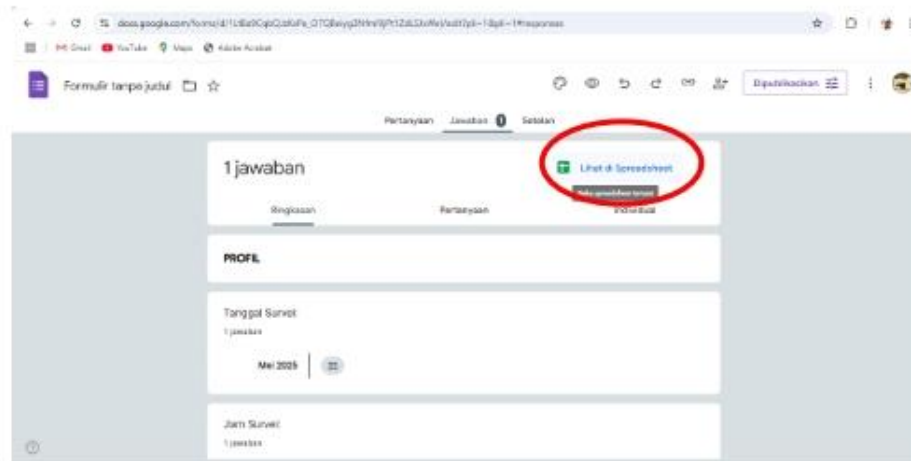 Gmail YouTube Maps Adobe Acrobat
Formulir tanpa judul
Dipublikasikan
Pertanyaan Jawaban 1 Setelan
1 jawaban
Lihat di Spreadsheet
Ringkasan Pertanyaan Individual
PROFIL
Tanggal Survei:
1 jawaban
Mei 2025
Jam Survei:
1 jawaban